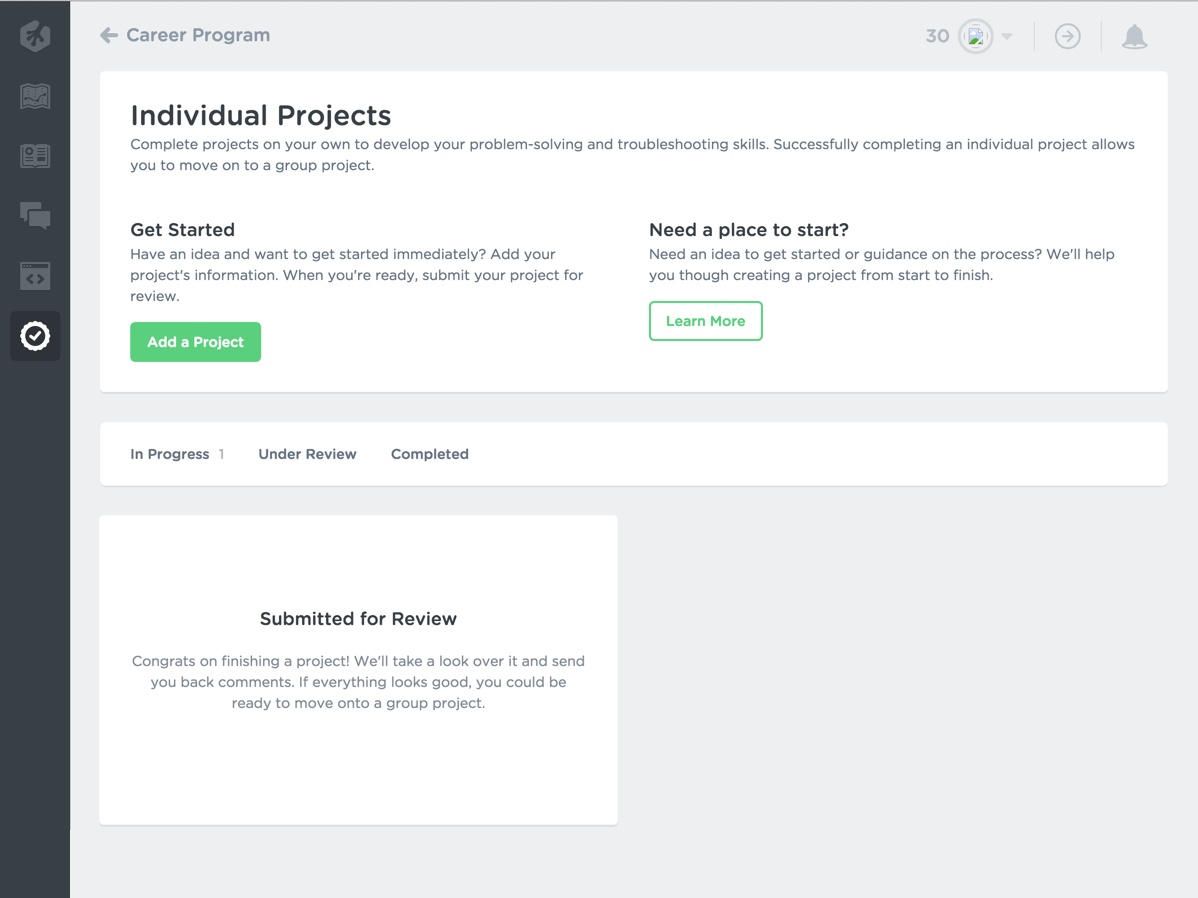 Career Program
30
Individual Projects
Complete projects on your own to develop your problem-solving and troubleshooting skills. Successfully completing an individual project allows
you to move on to a group project.
Get Started
Have an idea and want to get started immediately? Add your
project's information. When you're ready, submit your project for
review.
Add a Project
Need a place to start?
Need an idea to get started or guidance on the process? We'll help
you though creating a project from start to finish.
Learn More
In Progress 1 Under Review Completed
Submitted for Review
Congrats on finishing a project! We'll take a look over it and send
you back comments. If everything looks good, you could be
ready to move onto a group project.